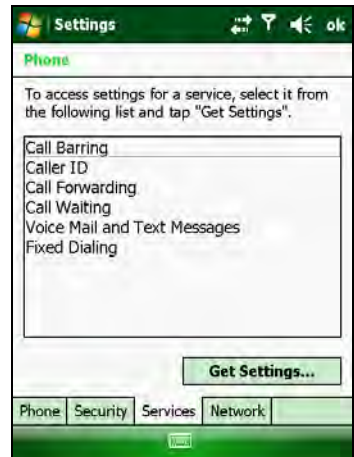 Settings
ok
Phone
To access settings for a service, select it from
the following list and tap "Get Settings".
Call Barring
Caller ID
Call Forwarding
Call Waiting
Voice Mail and Text Messages
Fixed Dialing
Get Settings...
Phone Security Services Network